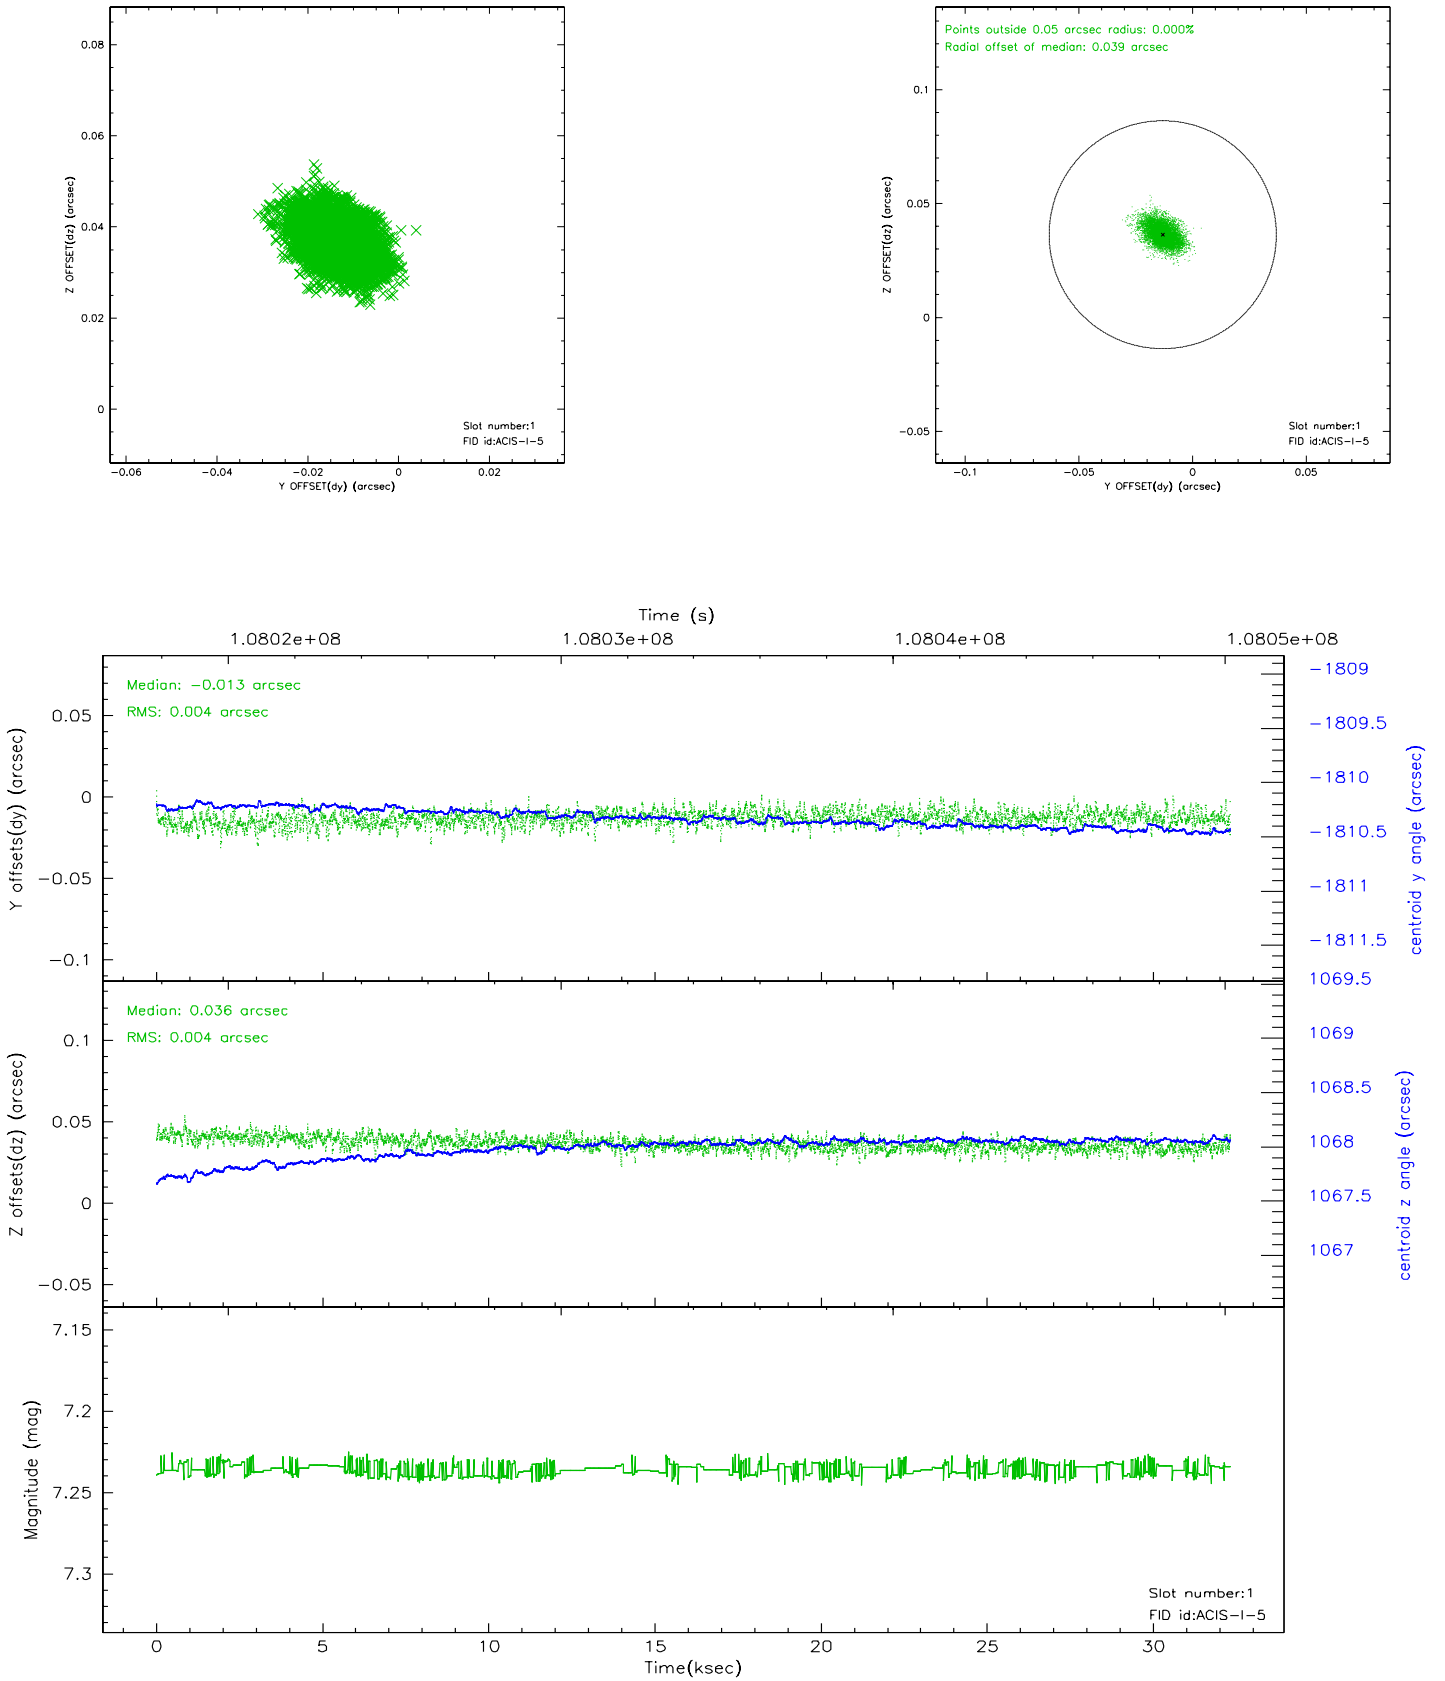 0.08
0.06
0.04
0.02
0
Z OFFSET(dz) (arcsec)
Slot number:1
FID id:ACIS-I-5
-0.06 -0.04 -0.02 0 0.02
Y OFFSET(dy) (arcsec)
Points outside 0.05 arcsec radius: 0.000%
Radial offset of median: 0.039 arcsec
0.1
0.05
0
-0.05
Z OFFSET(dz) (arcsec)
Slot number:1
FID id:ACIS-I-5
-0.1 -0.05 0 0.05
Y OFFSET(dy) (arcsec)
Time (s)
1.0802e+08 1.0803e+08 1.0804e+08 1.0805e+08
Median: -0.013 arcsec
RMS: 0.004 arcsec
0.05
0
-0.05
-0.1
Y offsets(dy) (arcsec)
-1809
-1809.5
-1810
-1810.5
-1811
-1811.5
centroid y angle (arcsec)
Median: 0.036 arcsec
RMS: 0.004 arcsec
0.1
0.05
0
-0.05
Z offsets(dz) (arcsec)
1069.5
1069
1068.5
1068
1067.5
1067
centroid z angle (arcsec)
7.15
7.2
7.25
7.3
Magnitude (mag)
Slot number:1
FID id:ACIS-I-5
0 5 10 15 20 25 30
Time(ksec)